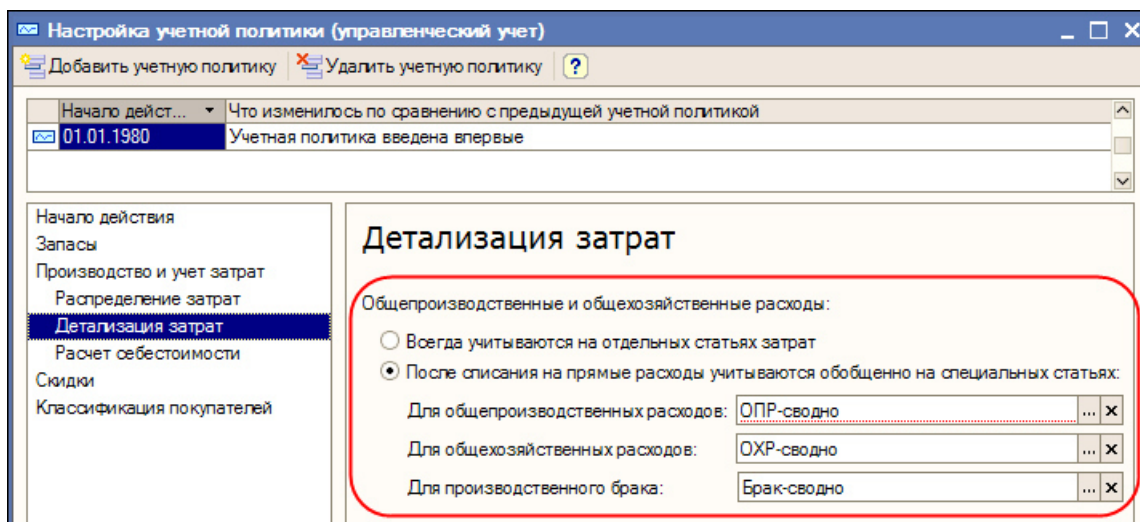 Настройка учетной политики (управленческий учет)
Добавить учетную политику Удалить учетную политику ?
Начало дейст... Что изменилось по сравнению с предыдущей учетной политикой
01.01.1980 Учетная политика введена впервые
Начало действия
Запасы
Производство и учет затрат
Распределение затрат
Детализация затрат
Расчет себестоимости
Скидки
Классификация покупателей
Детализация затрат
Общепроизводственные и общехозяйственные расходы:
Всегда учитываются на отдельных статьях затрат
После списания на прямые расходы учитываются обобщенно на специальных статьях:
Для общепроизводственных расходов: ОПР-сводно ... x
Для общехозяйственных расходов: ОХР-сводно ... x
Для производственного брака: Брак-сводно ... x